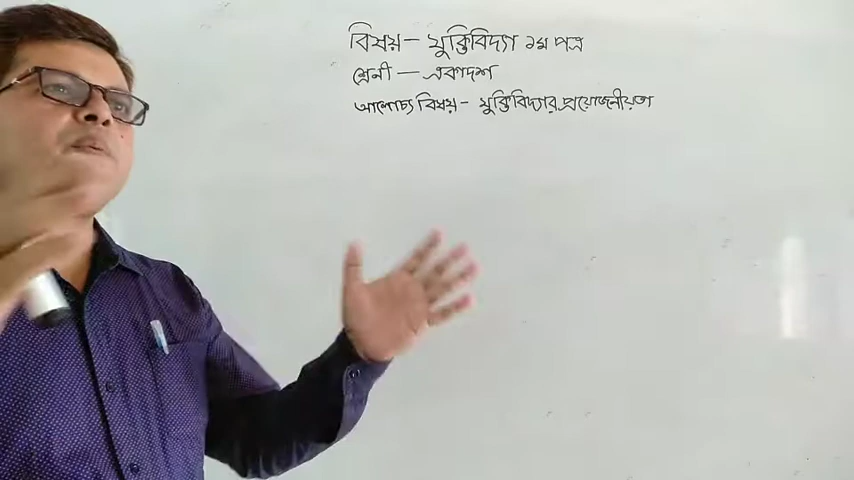 বিষয় - যুক্তিবিদ্যা ১ম পত্র
শ্রেনী - একাদশ
আলোচ্য বিষয় - যুক্তিবিদ্যার প্রয়োজনীয়তা